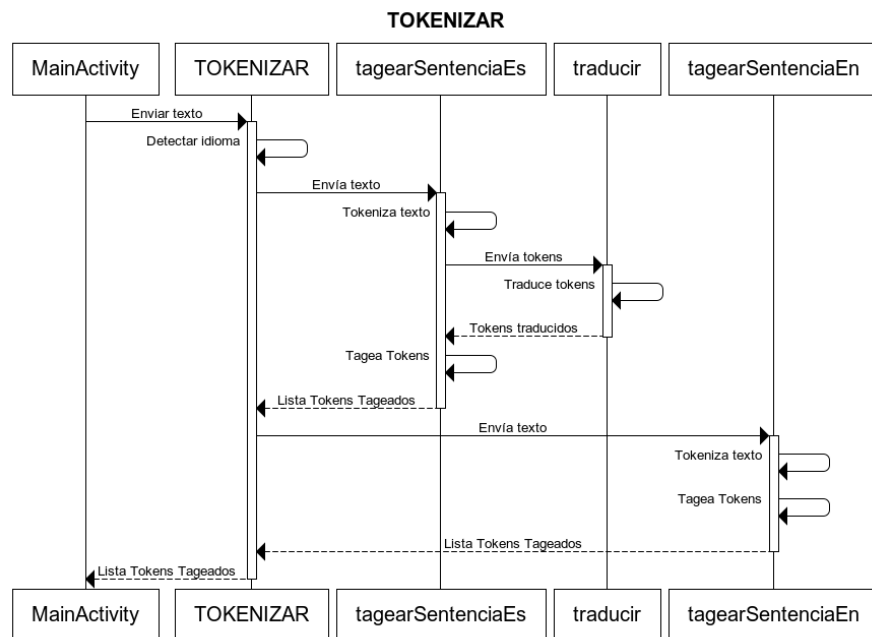 TOKENIZAR
MainActivity TOKENIZAR tagearSentenciaEs traducir tagearSentenciaEn
Enviar texto
Detectar idioma
Envía texto
Tokeniza texto
Envía tokens
Traduce tokens
Tokens traducidos
Tagea Tokens
Lista Tokens Tageados
Envía texto
Tokeniza texto
Tagea Tokens
Lista Tokens Tageados
Lista Tokens Tageados
MainActivity TOKENIZAR tagearSentenciaEs traducir tagearSentenciaEn